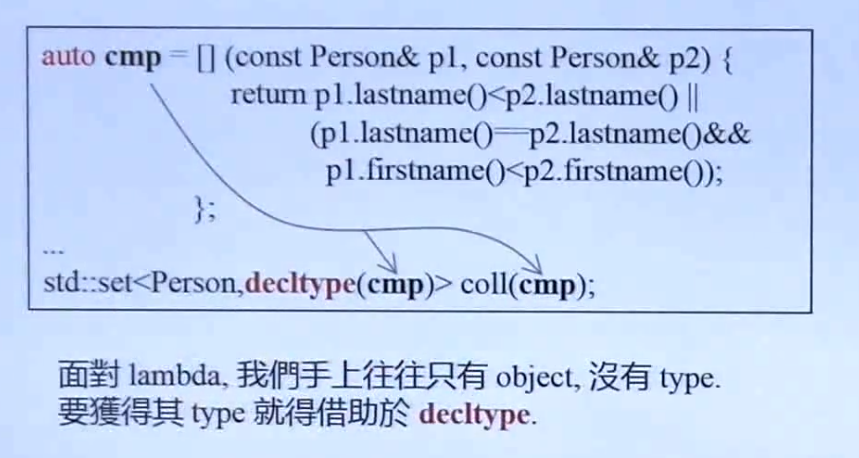 auto cmp = [] (const Person& p1, const Person& p2) {
return p1.lastname()<p2.lastname() ||
(p1.lastname()==p2.lastname()&&
p1.firstname()<p2.firstname());
};
...
std::set<Person,decltype(cmp)> coll(cmp);
面對 lambda, 我們手上往往只有 object, 沒有 type.
要獲得其 type 就得借助於 decltype.